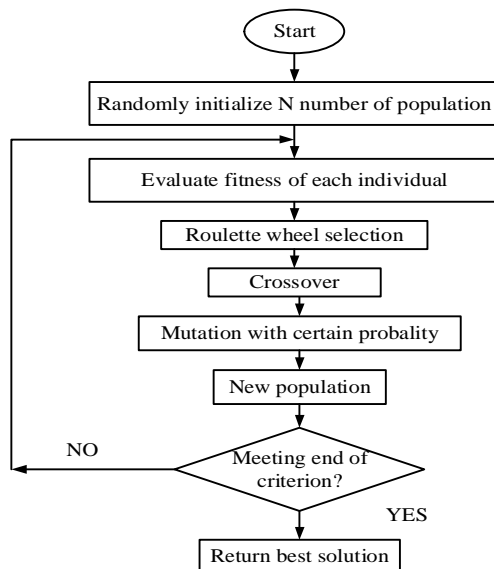 Start
Randomly initialize N number of population
Evaluate fitness of each individual
Roulette wheel selection
Crossover
Mutation with certain probality
New population
Meeting end of
criterion?
NO
YES
Return best solution